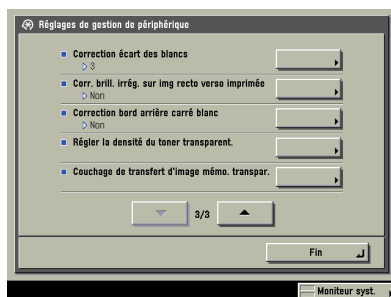 Réglages de gestion de périphérique
Correction écart des blancs
3
Corr. brill. irrég. sur img recto verso imprimée
Non
Correction bord arrière carré blanc
Non
Régler la densité du toner transparent.
Couchage de transfert d'image mémo. transpar.
3/3
Fin
Moniteur syst.